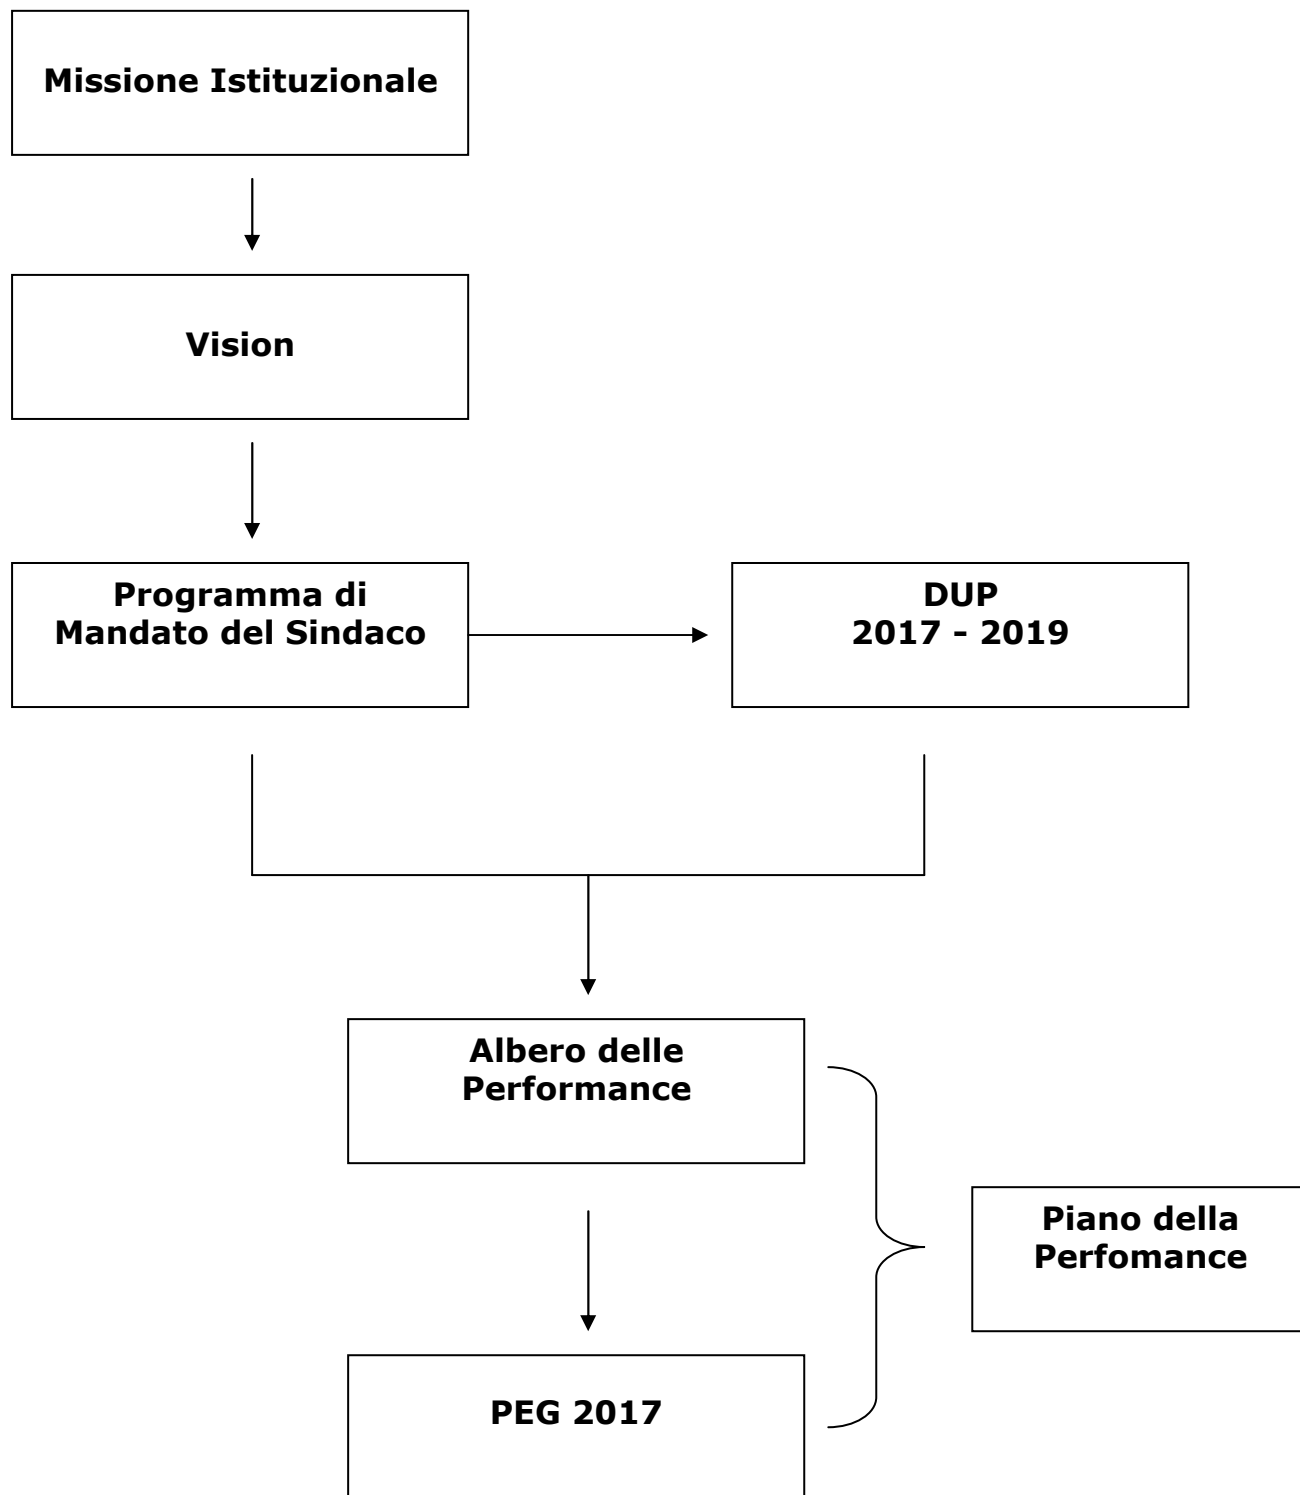 Missione Istituzionale
Vision
Programma di
Mandato del Sindaco
DUP
2017 - 2019
Albero delle
Performance
Piano della
Perfomance
PEG 2017